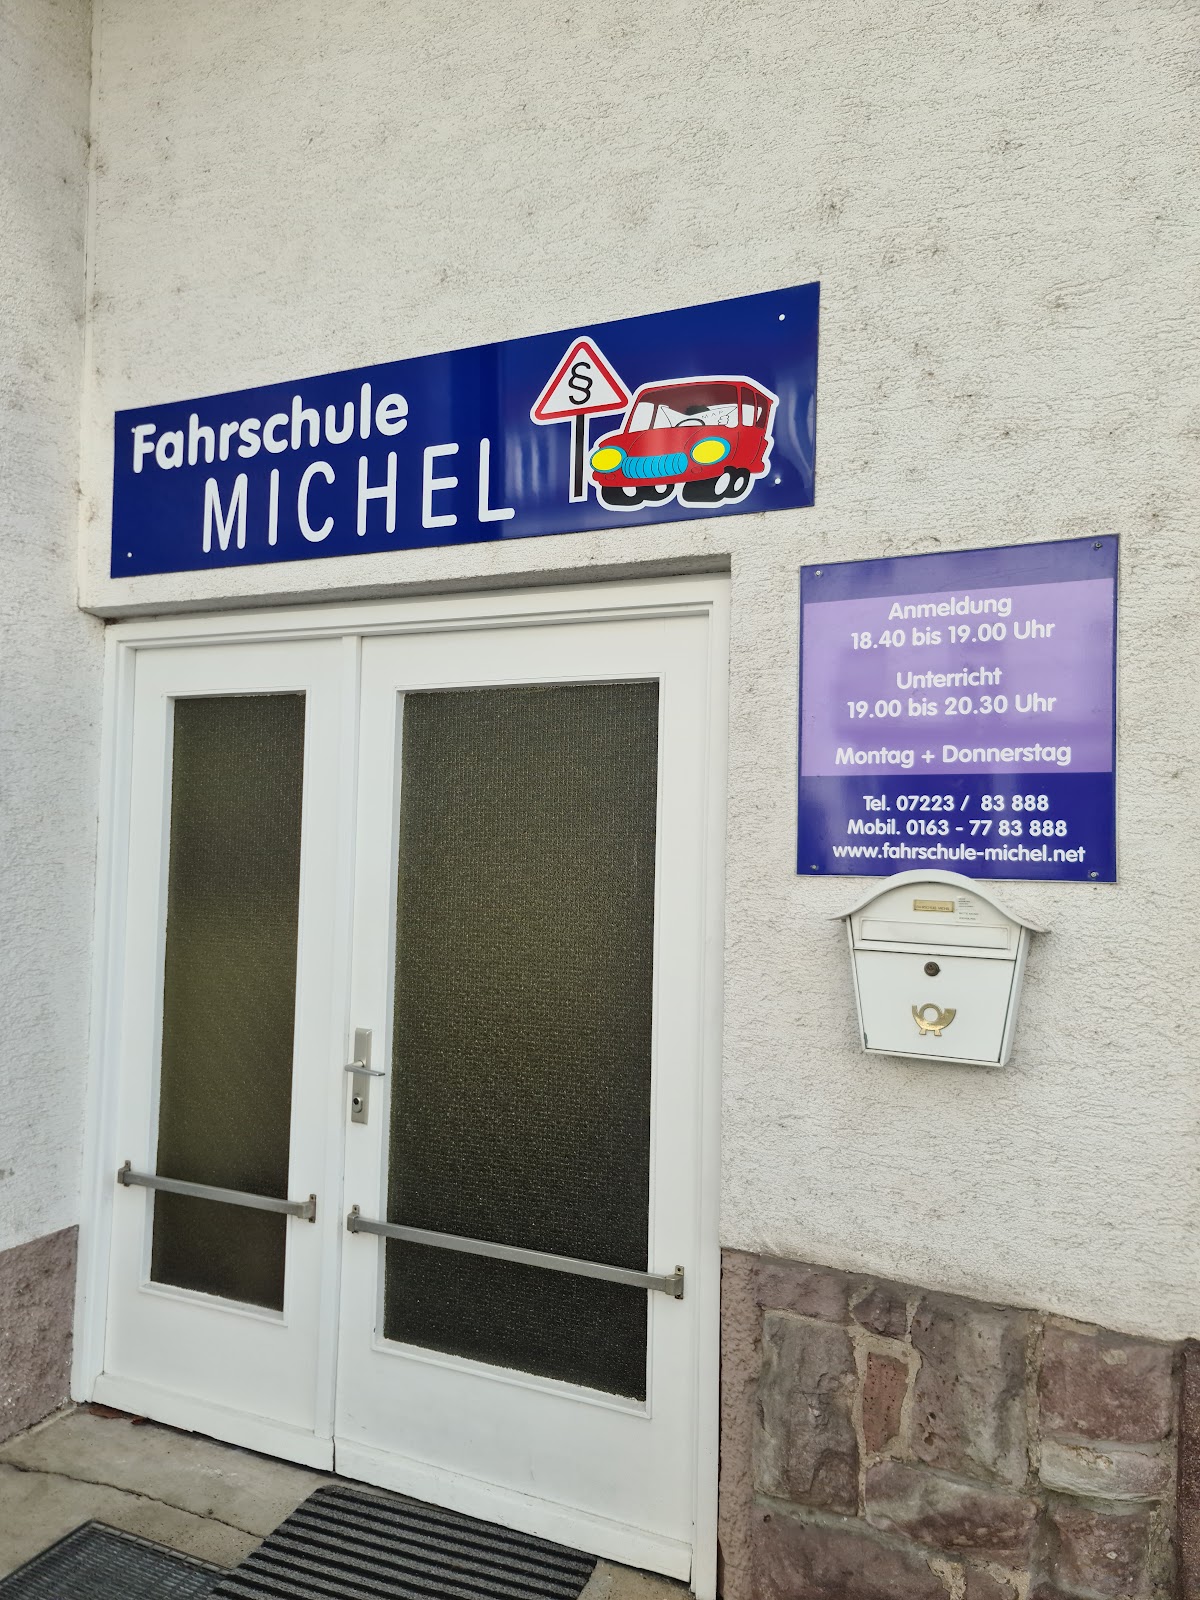 Fahrschule
MICHEL
§
MAP
Anmeldung
18.40 bis 19.00 Uhr
Unterricht
19.00 bis 20.30 Uhr
Montag + Donnerstag
Tel. 07223 / 83 888
Mobil. 0163 - 77 83 888
www.fahrschule-michel.net